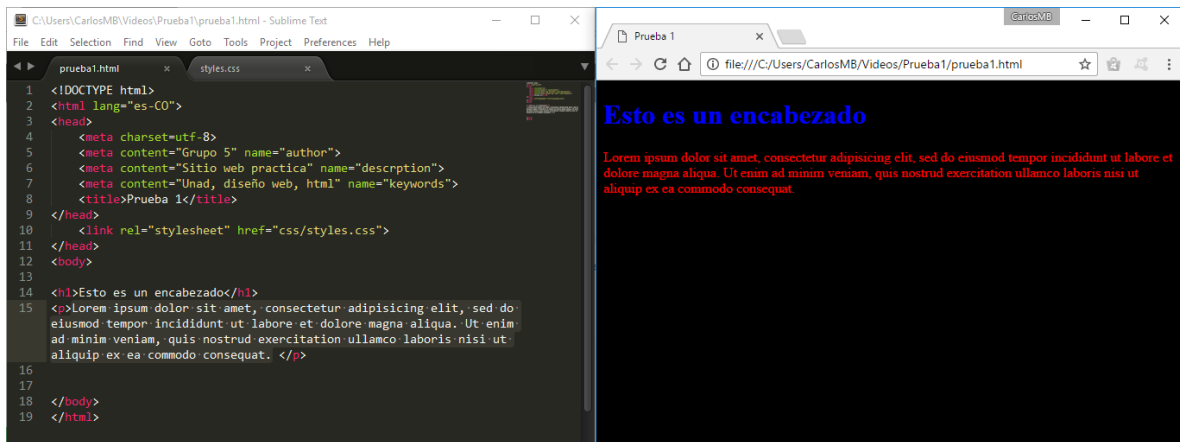 C:\Users\CarlosMB\Videos\Prueba1\prueba1.html - Sublime Text
File Edit Selection Find View Goto Tools Project Preferences Help
prueba1.html × styles.css ×
1 <!DOCTYPE html>
2 <html lang="es-CO">
3 <head>
4 <meta charset=utf-8>
5 <meta content="Grupo 5" name="author">
6 <meta content="Sitio web practica" name="descrption">
7 <meta content="Unad, diseño web, html" name="keywords">
8 <title>Prueba 1</title>
9 </head>
10 <link rel="stylesheet" href="css/styles.css">
11 </head>
12 <body>
13
14 <h1>Esto es un encabezado</h1>
15 <p>Lorem ipsum dolor sit amet, consectetur adipisicing elit, sed do
eiusmod tempor incididunt ut labore et dolore magna aliqua. Ut enim
ad minim veniam, quis nostrud exercitation ullamco laboris nisi ut
aliquip ex ea commodo consequat. </p>
16
17
18 </body>
19 </html>
CarlosMB
Prueba 1 ×
file:///C:/Users/CarlosMB/Videos/Prueba1/prueba1.html
Esto es un encabezado
Lorem ipsum dolor sit amet, consectetur adipisicing elit, sed do eiusmod tempor incididunt ut labore et
dolore magna aliqua. Ut enim ad minim veniam, quis nostrud exercitation ullamco laboris nisi ut
aliquip ex ea commodo consequat.